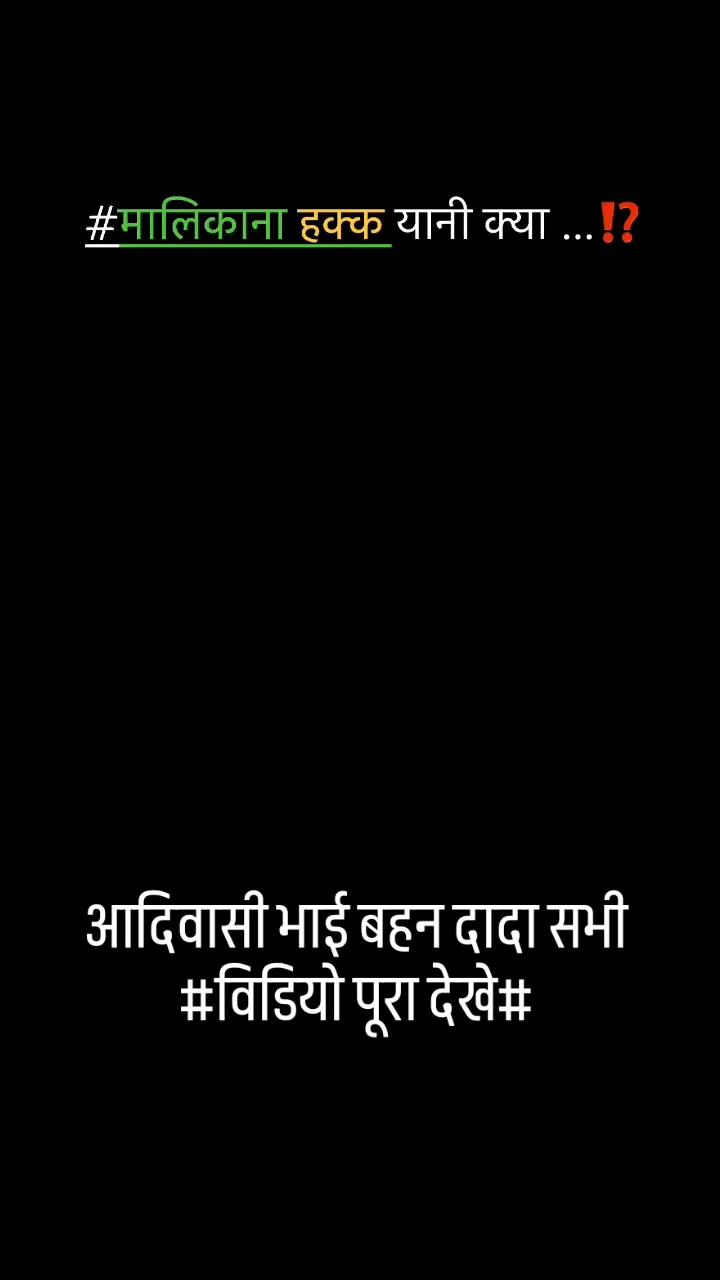 #मालिकाना हक्क यानी क्या ...⁉️
आदिवासी भाई बहन दादा सभी
#विडियो पूरा देखे#